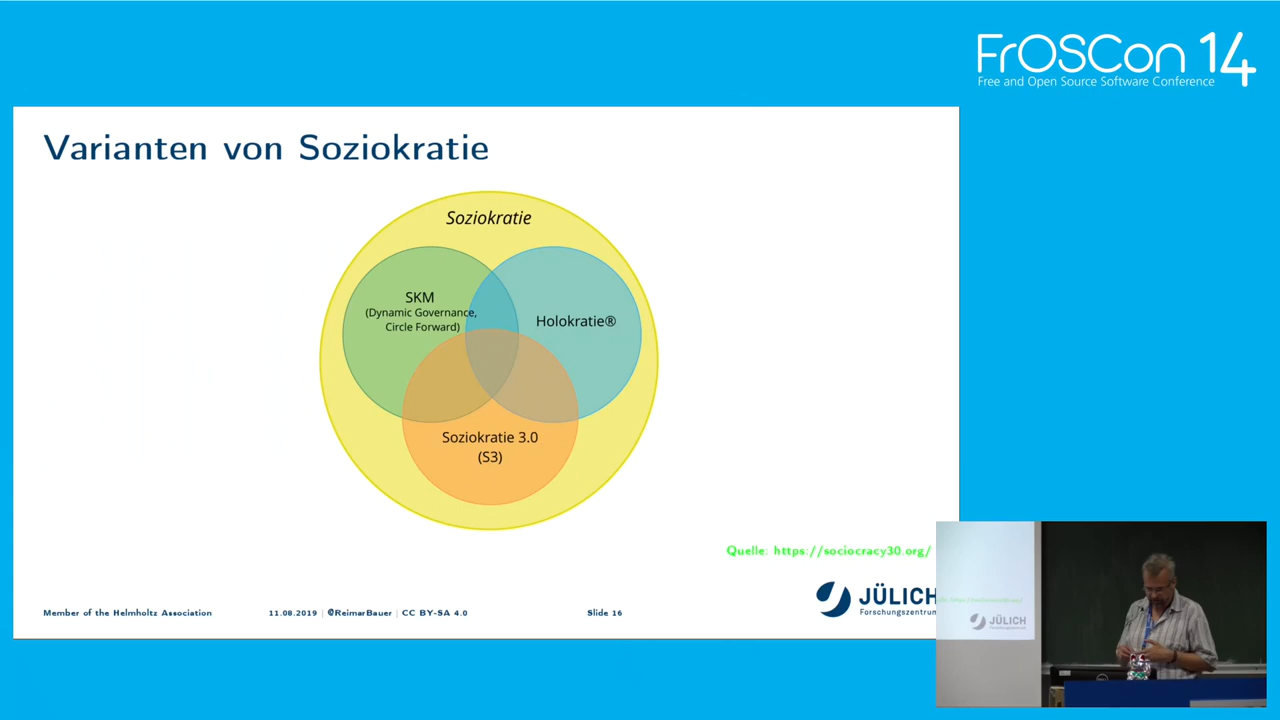 FrOSCon 14
Free and Open Source Software Conference
Varianten von Soziokratie
Soziokratie
SKM
(Dynamic Governance,
Circle Forward)
Holokratie®
Soziokratie 3.0
(S3)
Quelle: https://sociocracy30.org/
JÜLICH
Forschungszentrum
Member of the Helmholtz Association
11.08.2019 | @ReimarBauer | CC BY-SA 4.0
Slide 16
JÜLICH
Forschungszentrum